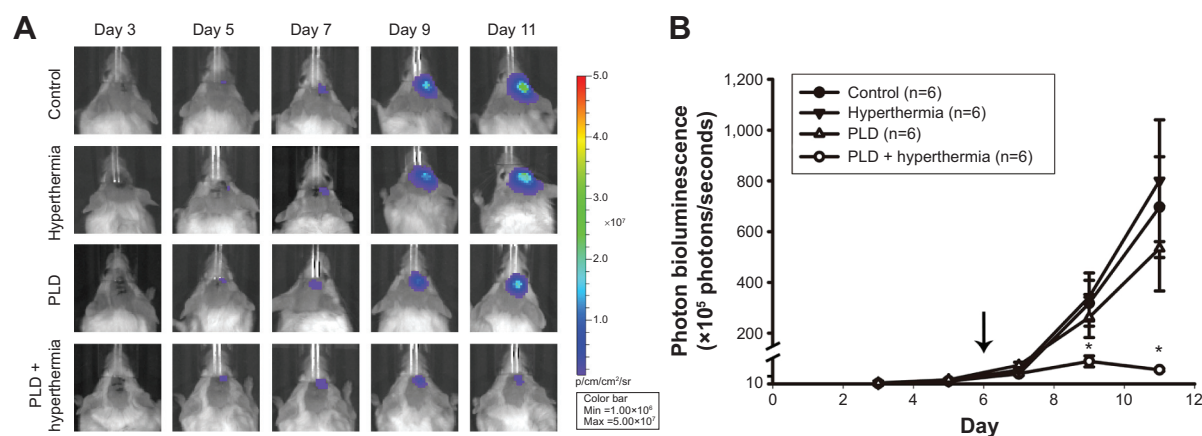 A
Day 3 Day 5 Day 7 Day 9 Day 11
Control
Hyperthermia
PLD
PLD +
hyperthermia
5.0
4.0
3.0
×10⁷
2.0
1.0
p/cm/cm²/sr
Color bar
Min =1.00×10⁶
Max =5.00×10⁷
B
Photon bioluminescence
(×10⁵ photons/seconds)
1,200
1,000
800
600
400
200
10
Control (n=6)
Hyperthermia (n=6)
PLD (n=6)
PLD + hyperthermia (n=6)
* *
0 2 4 6 8 10 12
Day